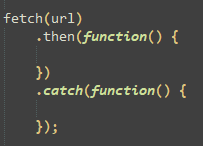 fetch(url)
    .then(function() {

    })
    .catch(function() {

    });